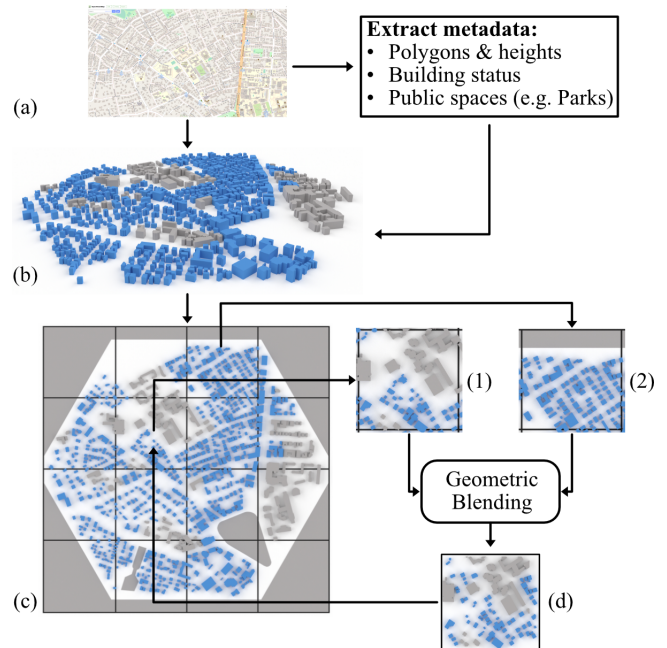 Extract metadata:
• Polygons & heights
• Building status
• Public spaces (e.g. Parks)
(a)
(b)
(1)
(2)
Geometric
Blending
(c)
(d)